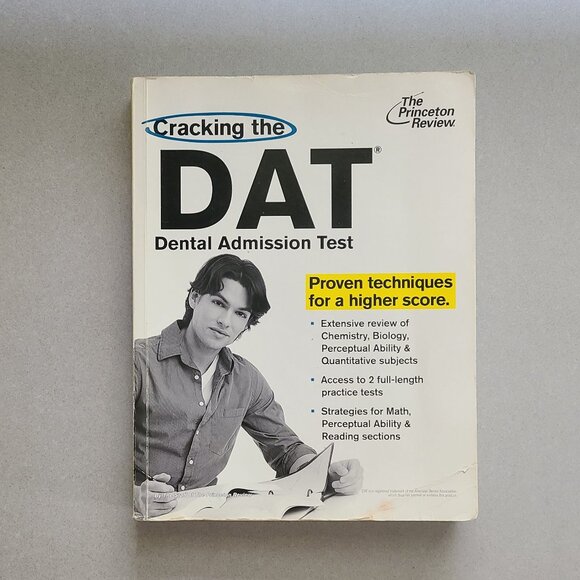 Cracking the
The
Princeton
Review
DAT®
Dental Admission Test
Proven techniques
for a higher score.
▪ Extensive review of
Chemistry, Biology,
Perceptual Ability &
Quantitative subjects
▪ Access to 2 full-length
practice tests
▪ Strategies for Math,
Perceptual Ability &
Reading sections